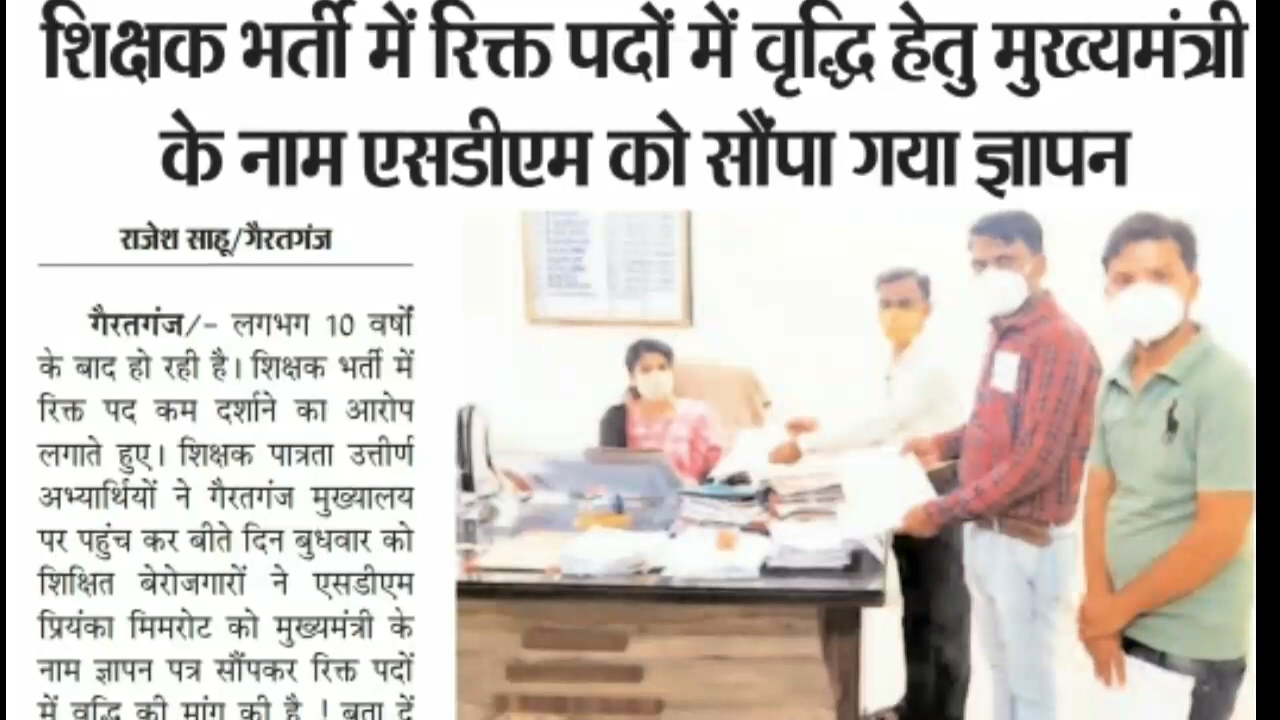 शिक्षक भर्ती में रिक्त पदों में वृद्धि हेतु मुख्यमंत्री
के नाम एसडीएम को सौंपा गया ज्ञापन
राजेश साहू/गैरतगंज
गैरतगंज/- लगभग 10 वर्षों
के बाद हो रही है। शिक्षक भर्ती में
रिक्त पद कम दर्शाने का आरोप
लगाते हुए। शिक्षक पात्रता उत्तीर्ण
अभ्यार्थियों ने गैरतगंज मुख्यालय
पर पहुंच कर बीते दिन बुधवार को
शिक्षित बेरोजगारों ने एसडीएम
प्रियंका मिमरोट को मुख्यमंत्री के
नाम ज्ञापन पत्र सौंपकर रिक्त पदों
में वृद्धि की मांग की है ! बता दें